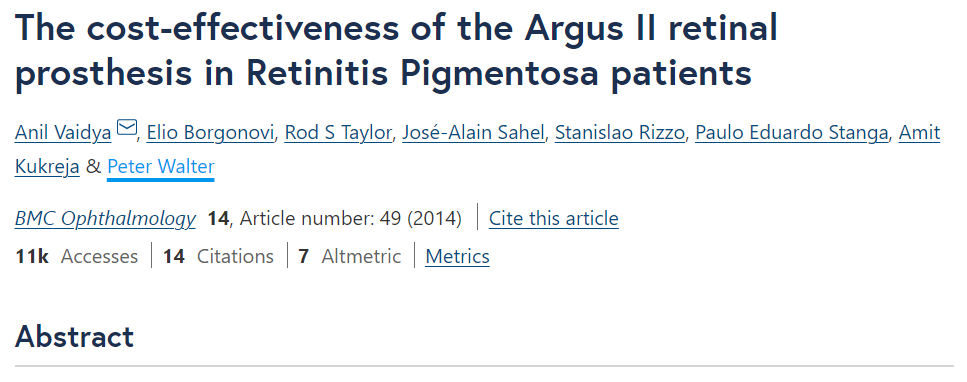 The cost-effectiveness of the Argus II retinal
prosthesis in Retinitis Pigmentosa patients
Anil Vaidya, Elio Borgonovi, Rod S Taylor, José-Alain Sahel, Stanislao Rizzo, Paulo Eduardo Stanga, Amit
Kukreja & Peter Walter
BMC Ophthalmology 14, Article number: 49 (2014) | Cite this article
11k Accesses | 14 Citations | 7 Altmetric | Metrics
Abstract